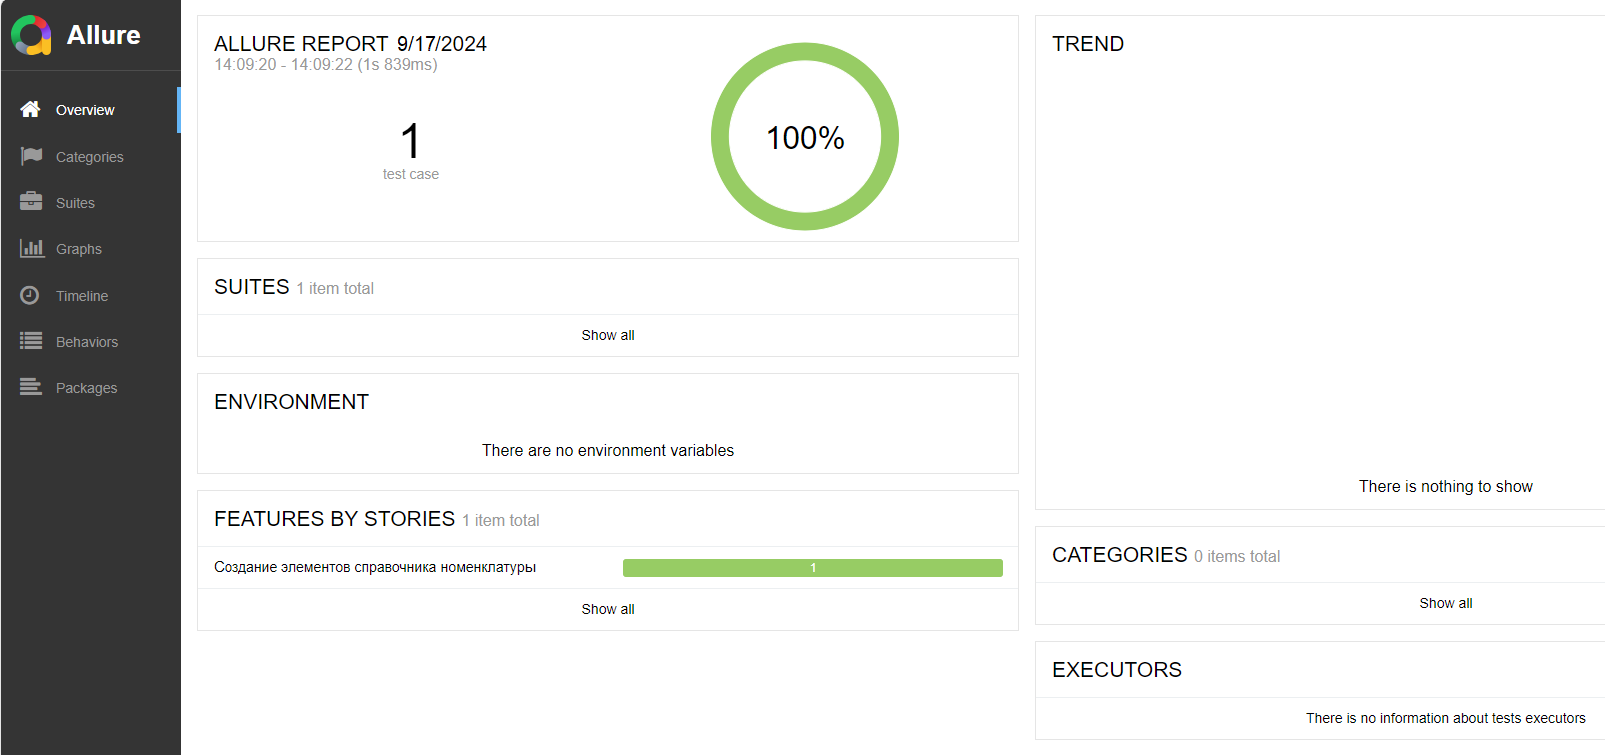 Allure
Overview
Categories
Suites
Graphs
Timeline
Behaviors
Packages
ALLURE REPORT 9/17/2024
14:09:20 - 14:09:22 (1s 839ms)
1
test case
100%
SUITES 1 item total
Show all
ENVIRONMENT
There are no environment variables
FEATURES BY STORIES 1 item total
Создание элементов справочника номенклатуры
1
Show all
TREND
There is nothing to show
CATEGORIES 0 items total
Show all
EXECUTORS
There is no information about tests executors